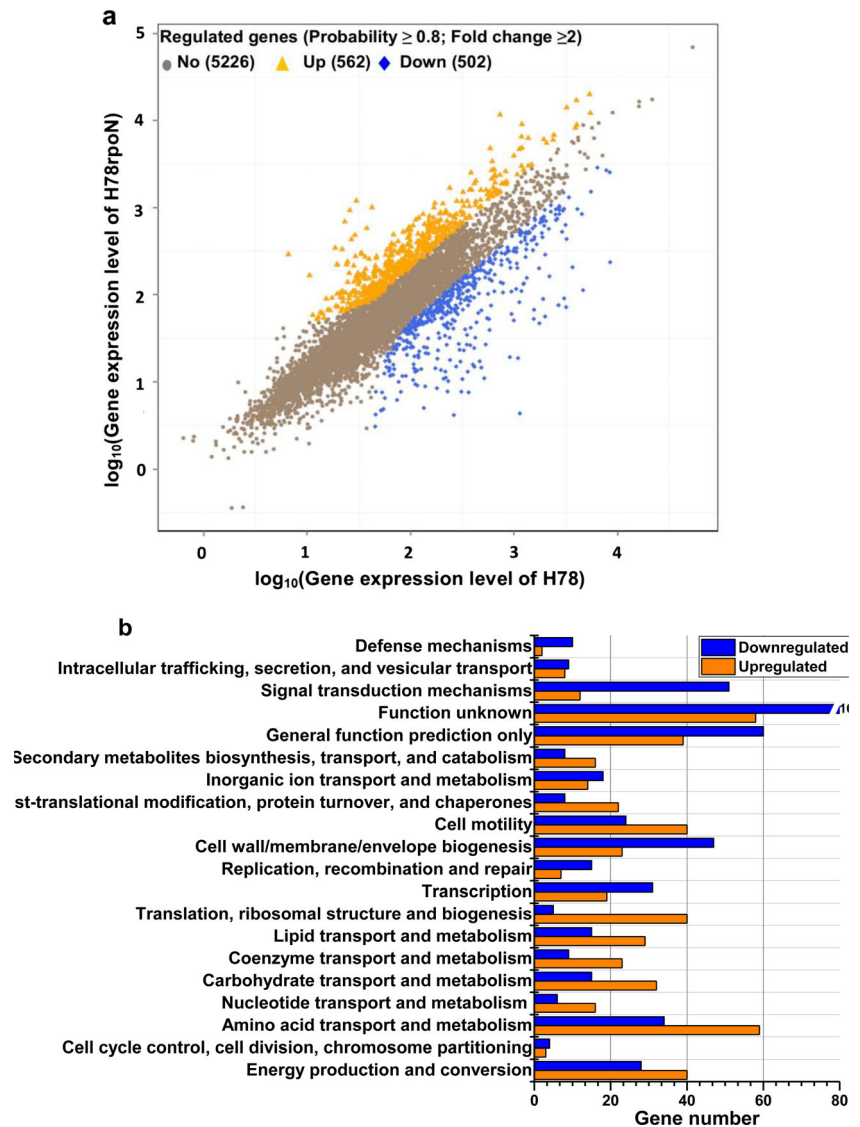 a
Regulated genes (Probability ≥ 0.8; Fold change ≥2)
No (5226) Up (562) Down (502)
log₁₀(Gene expression level of H78rpoN)
5
4
3
2
1
0
0 1 2 3 4
log₁₀(Gene expression level of H78)
b
Downregulated
Upregulated
Defense mechanisms
Intracellular trafficking, secretion, and vesicular transport
Signal transduction mechanisms
Function unknown
General function prediction only
Secondary metabolites biosynthesis, transport, and catabolism
Inorganic ion transport and metabolism
st-translational modification, protein turnover, and chaperones
Cell motility
Cell wall/membrane/envelope biogenesis
Replication, recombination and repair
Transcription
Translation, ribosomal structure and biogenesis
Lipid transport and metabolism
Coenzyme transport and metabolism
Carbohydrate transport and metabolism
Nucleotide transport and metabolism
Amino acid transport and metabolism
Cell cycle control, cell division, chromosome partitioning
Energy production and conversion
0 20 40 60 80
Gene number